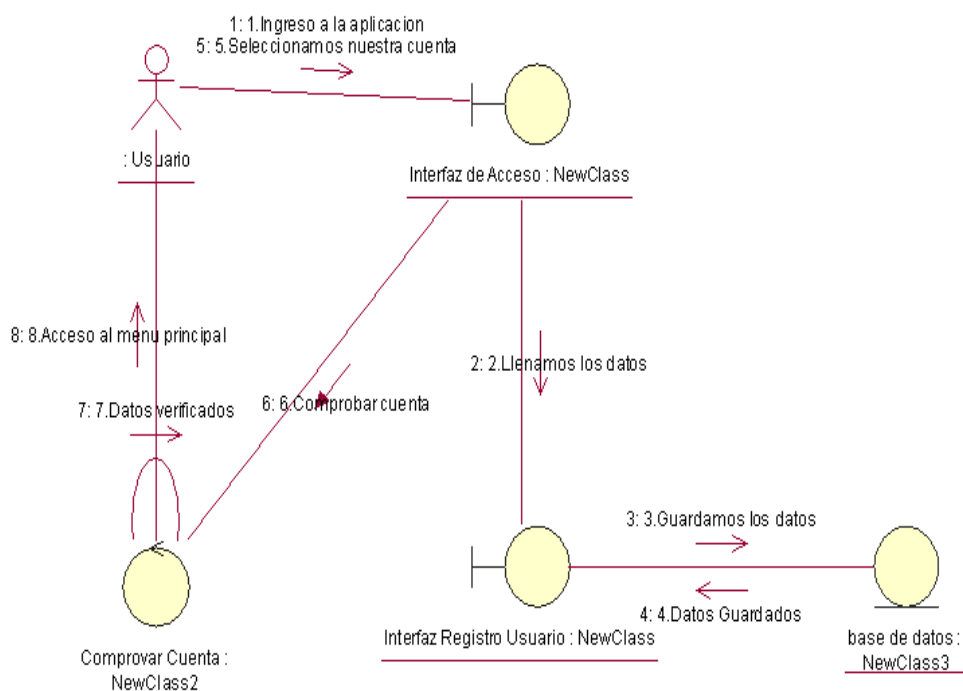 1: 1.Ingreso a la aplicacion
5: 5.Seleccionamos nuestra cuenta
: Usuario
Interfaz de Acceso : NewClass
8: 8.Acceso al menu principal
2: 2.Llenamos los datos
7: 7.Datos verificados
6: 6.Comprobar cuenta
3: 3.Guardamos los datos
4: 4.Datos Guardados
Interfaz Registro Usuario : NewClass
base de datos :
NewClass3
Comprovar Cuenta :
NewClass2